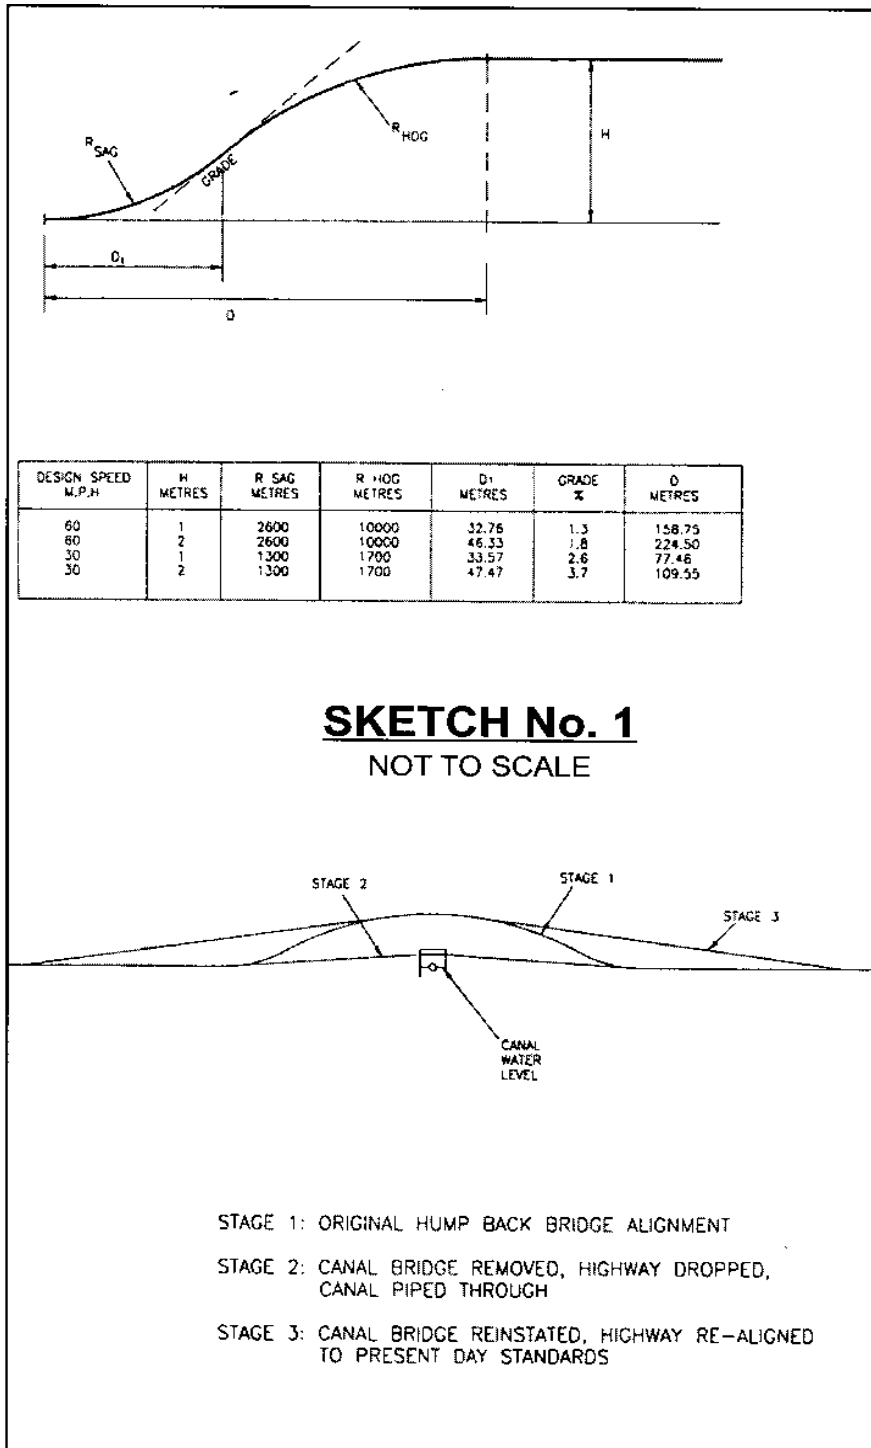 R SAG
GRADE
R HOG
H
D1
D
DESIGN SPEED M.P.H H METRES R SAG METRES R HOG METRES D1 METRES GRADE % D METRES
60 1 2600 10000 32.76 1.3 158.75
60 2 2600 10000 46.33 1.8 224.50
30 1 1300 1700 33.57 2.6 77.46
30 2 1300 1700 47.47 3.7 109.55
SKETCH No. 1
NOT TO SCALE
STAGE 2
STAGE 1
STAGE 3
CANAL
WATER
LEVEL
STAGE 1: ORIGINAL HUMP BACK BRIDGE ALIGNMENT
STAGE 2: CANAL BRIDGE REMOVED, HIGHWAY DROPPED,
CANAL PIPED THROUGH
STAGE 3: CANAL BRIDGE REINSTATED, HIGHWAY RE-ALIGNED
TO PRESENT DAY STANDARDS